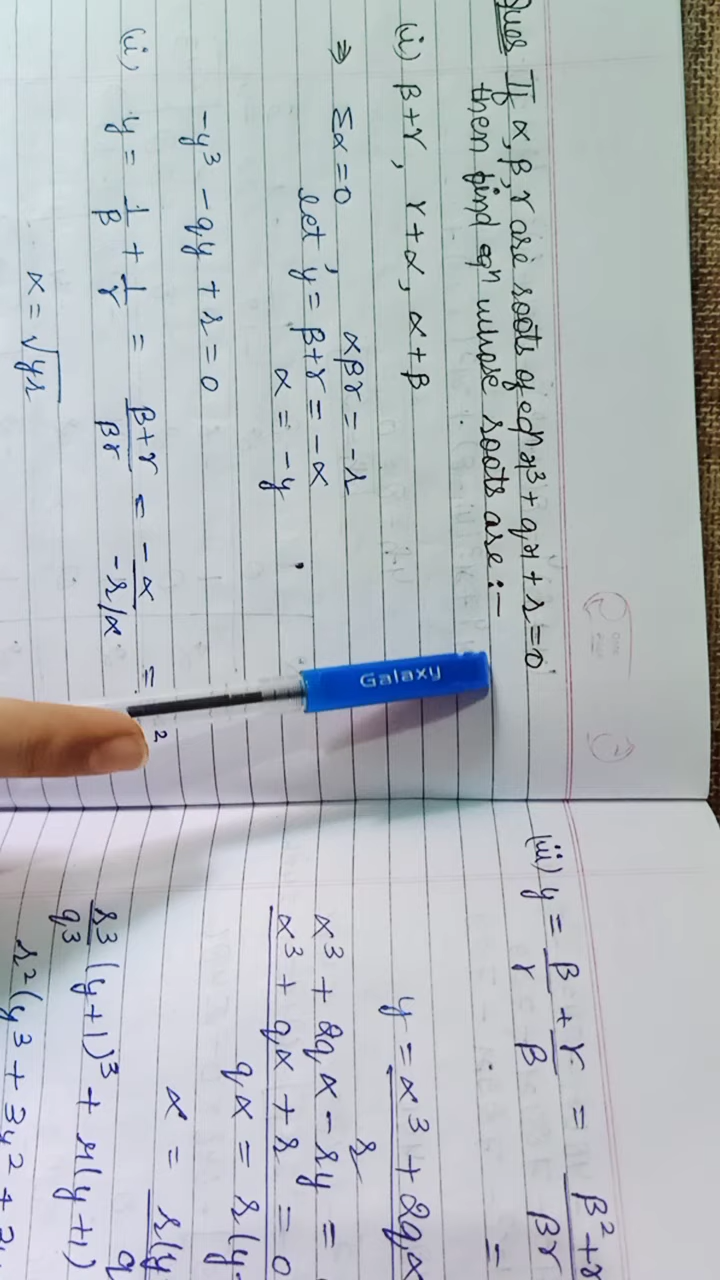 Ques If α, β, γ are roots of eqⁿ x³ + qx + r = 0
then find eqⁿ whose roots are :-
(i) β+γ, γ+α, α+β
⇒ Σα = 0, αβγ = -r
let y = β+γ = -α
α = -y
-y³ - qy + r = 0
(ii) y = 1/β + 1/γ = β+γ/βγ = -α/-r/α = ²
α = √yr
Galaxy
(iii) y = β/γ + γ/β = β²+γ/βγ =
y = α³ + 2qα/r
α³ + 2qα - ry =
α³ + qα + r = 0
qα = r(y
α = r(y/q
r³/q³ (y+1)³ + r(y+1)
r²(y³ + 3y² +